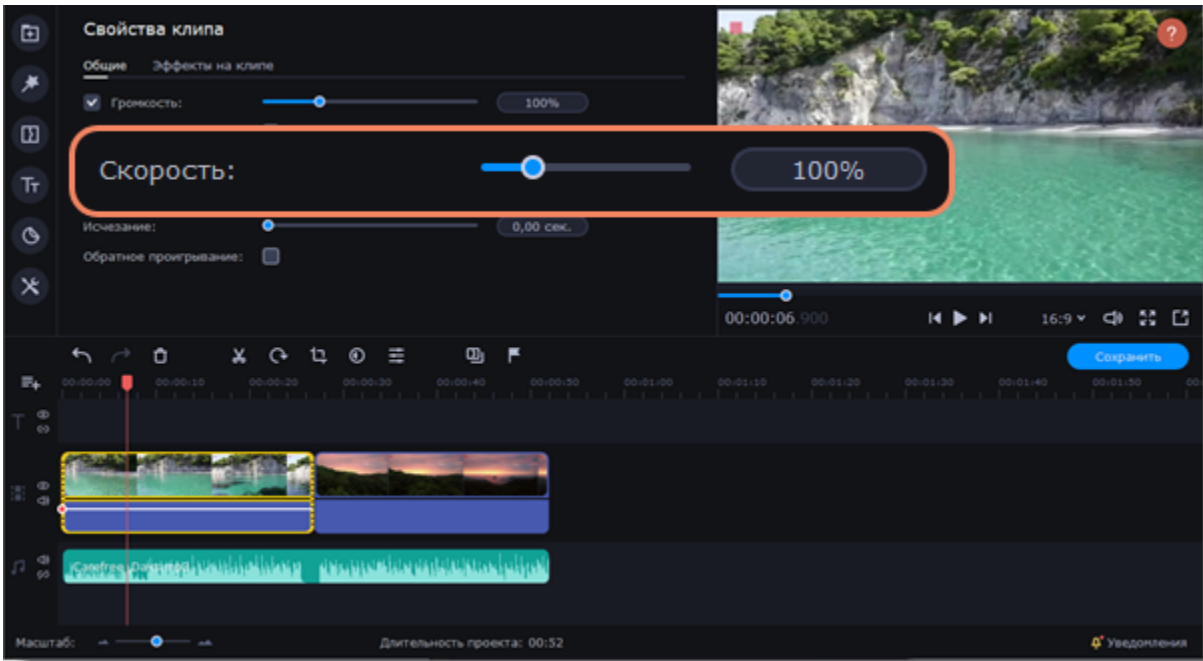 Свойства клипа
Общие Эффекты на клипе
Громкость: 100%
Скорость: 100%
Исчезание: 0,00 сек.
Обратное проигрывание:
?
00:00:06.900 16:9
Сохранить
00:00:00 00:00:10 00:00:20 00:00:30 00:00:40 00:00:50 00:01:00 00:01:10 00:01:20 00:01:30 00:01:40 00:01:50 00
Масштаб: Длительность проекта: 00:52 Уведомления